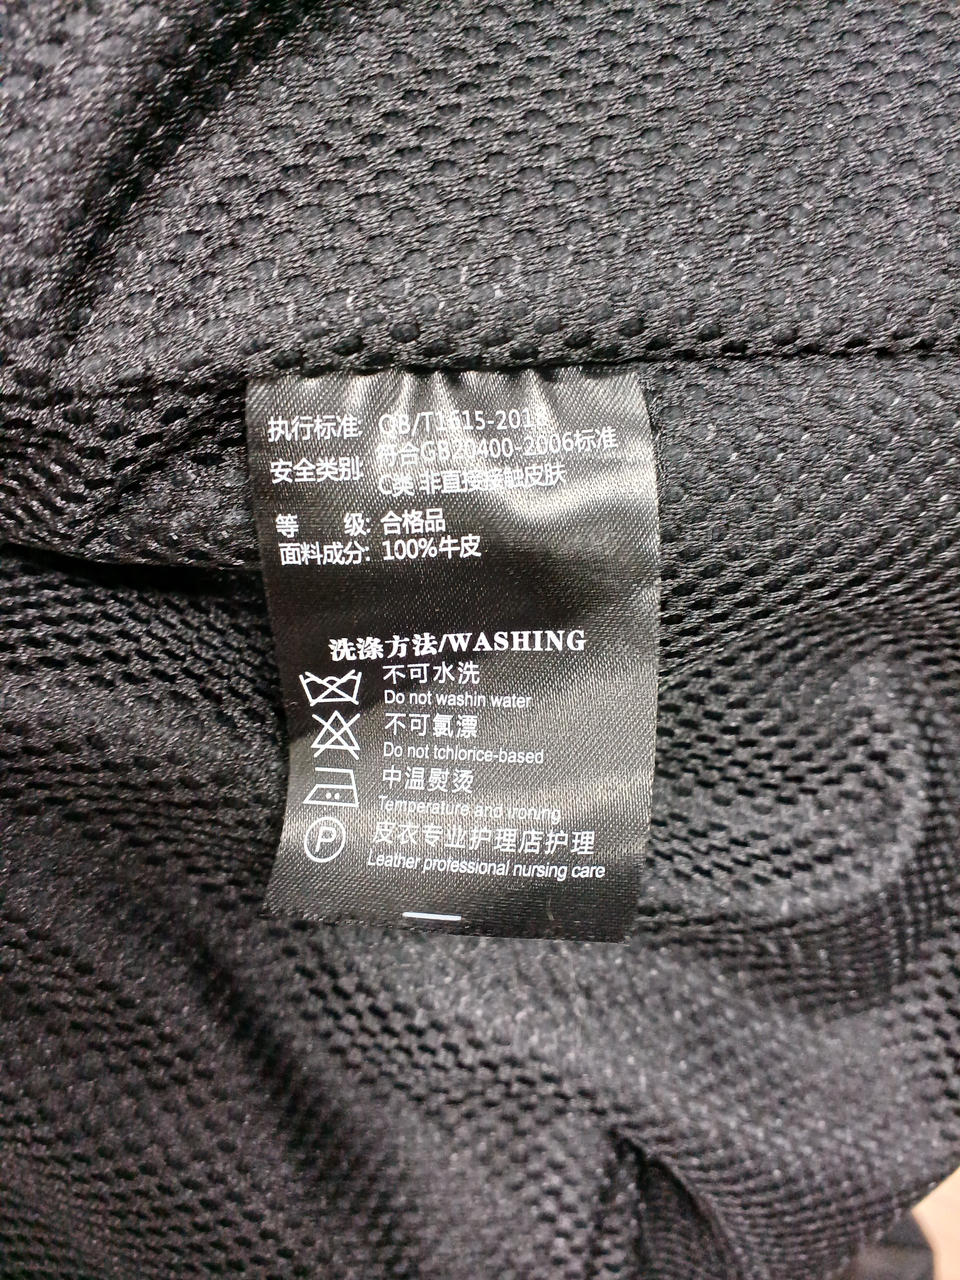 执行标准: GB/T1615-2018
安全类别: 符合GB20400-2006标准
C类 非直接接触皮肤
等 级: 合格品
面料成分: 100%牛皮
洗涤方法/WASHING
不可水洗
Do not washin water
不可氯漂
Do not tchlorice-based
中温熨烫
Temperature and ironing
P
皮衣专业护理店护理
Leather professional nursing care